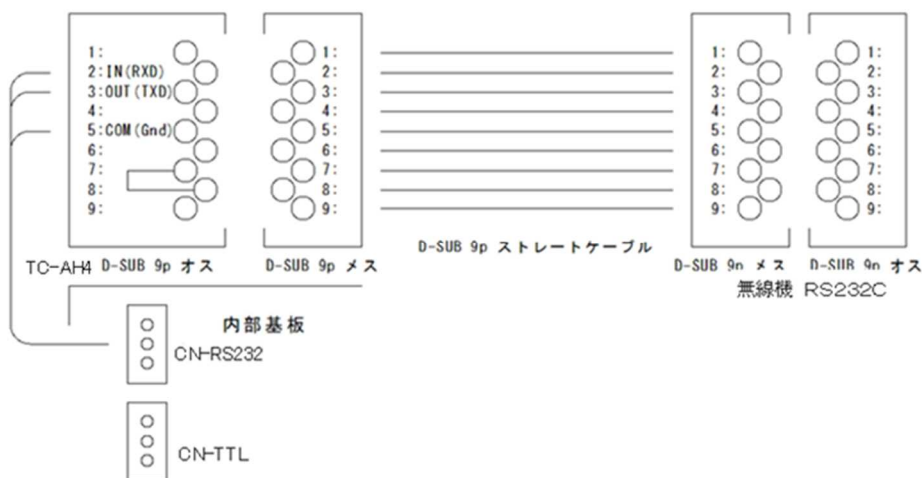 1:
2:IN(RXD)
3:OUT(TXD)
4:
5:COM(Gnd)
6:
7:
8:
9:
1:
2:
3:
4:
5:
6:
7:
8:
9:
1:
2:
3:
4:
5:
6:
7:
8:
9:
1:
2:
3:
4:
5:
6:
7:
8:
9:
TC-AH4 D-SUB 9p オス
D-SUB 9p メス
D-SUB 9p ストレートケーブル
D-SUB 9p メス
D-SUB 9p オス
無線機 RS232C
内部基板
CN-RS232
CN-TTL